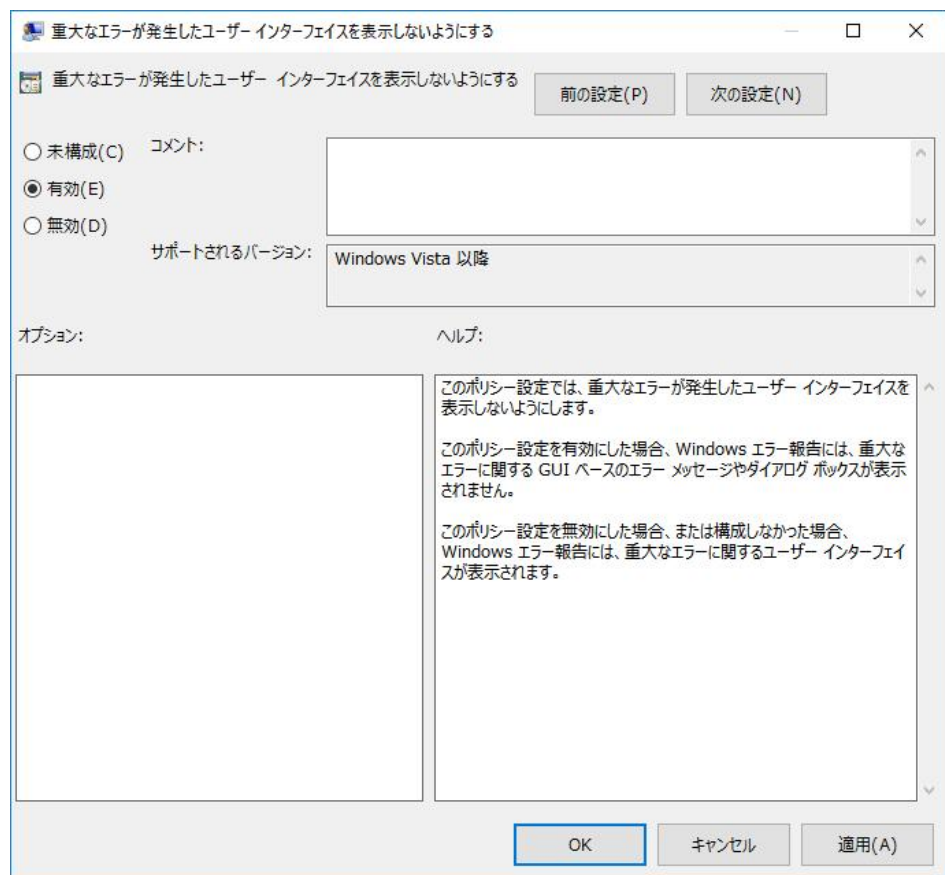 重大なエラーが発生したユーザー インターフェイスを表示しないようにする
重大なエラーが発生したユーザー インターフェイスを表示しないようにする
前の設定(P)
次の設定(N)
未構成(C)
コメント:
有効(E)
無効(D)
サポートされるバージョン:
Windows Vista 以降
オプション:
ヘルプ:
このポリシー設定では、重大なエラーが発生したユーザー インターフェイスを
表示しないようにします。
このポリシー設定を有効にした場合、Windows エラー報告には、重大な
エラーに関する GUI ベースのエラー メッセージやダイアログ ボックスが表示
されません。
このポリシー設定を無効にした場合、または構成しなかった場合、
Windows エラー報告には、重大なエラーに関するユーザー インターフェイ
スが表示されます。
OK
キャンセル
適用(A)